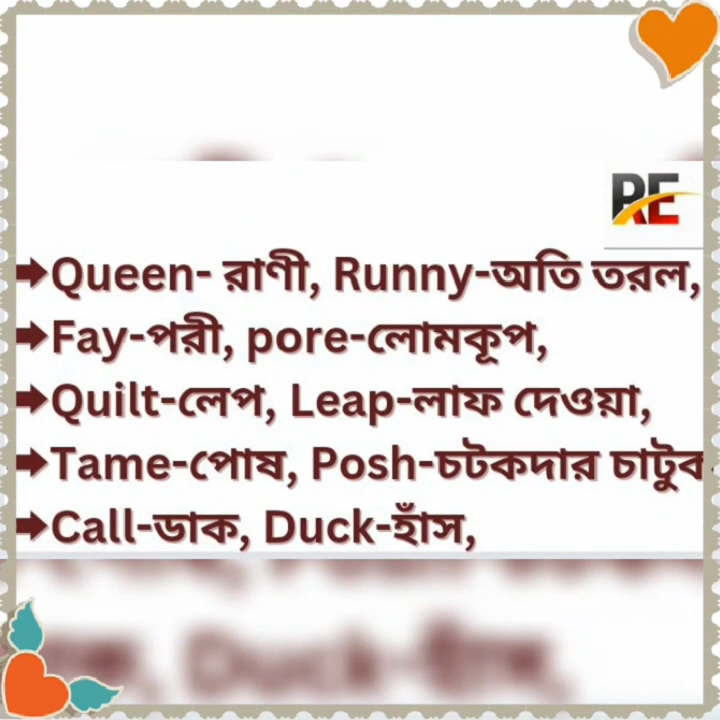 RE
➡Queen- রাণী, Runny-অতি তরল,
➡Fay-পরী, pore-লোমকূপ,
➡Quilt-লেপ, Leap-লাফ দেওয়া,
➡Tame-পোষ, Posh-চটকদার চাটুক
➡Call-ডাক, Duck-হাঁস,